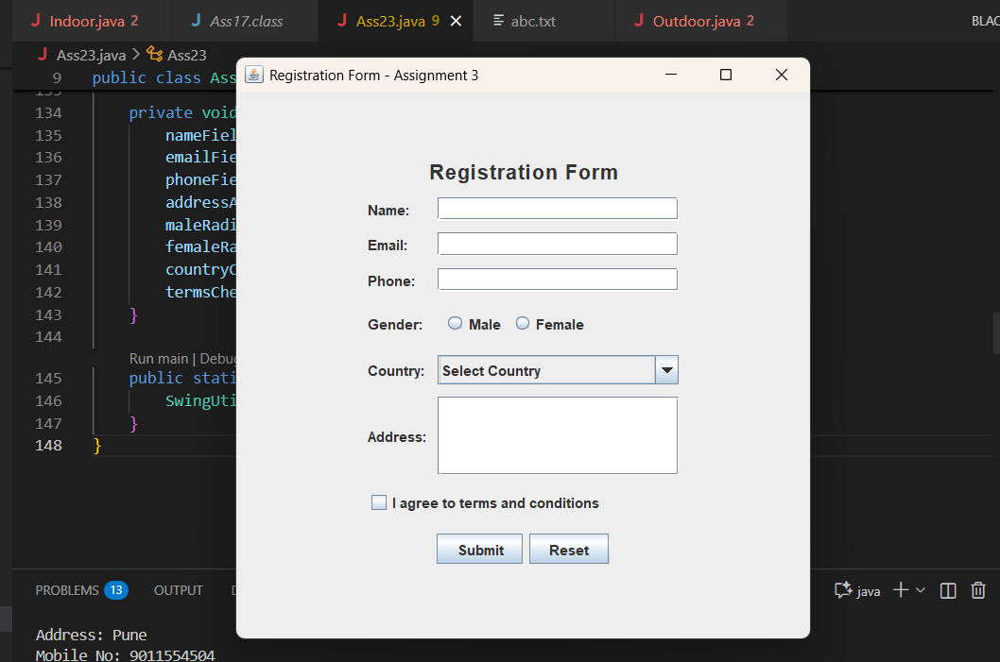 Indoor.java 2 Ass17.class Ass23.java 9 abc.txt Outdoor.java 2
Ass23.java > Ass23
9 public class Ass
Registration Form - Assignment 3
134 private void
135 nameFiel
136 emailFie
137 phoneFie
138 addressA
139 maleRadi
140 femaleRa
141 countryC
142 termsChe
143 }
144
Run main | Debug
145 public stati
146 SwingUti
147 }
148 }
Registration Form
Name:
Email:
Phone:
Gender: Male Female
Country: Select Country
Address:
I agree to terms and conditions
Submit Reset
PROBLEMS 13 OUTPUT
java
Address: Pune
Mobile No: 9011554504